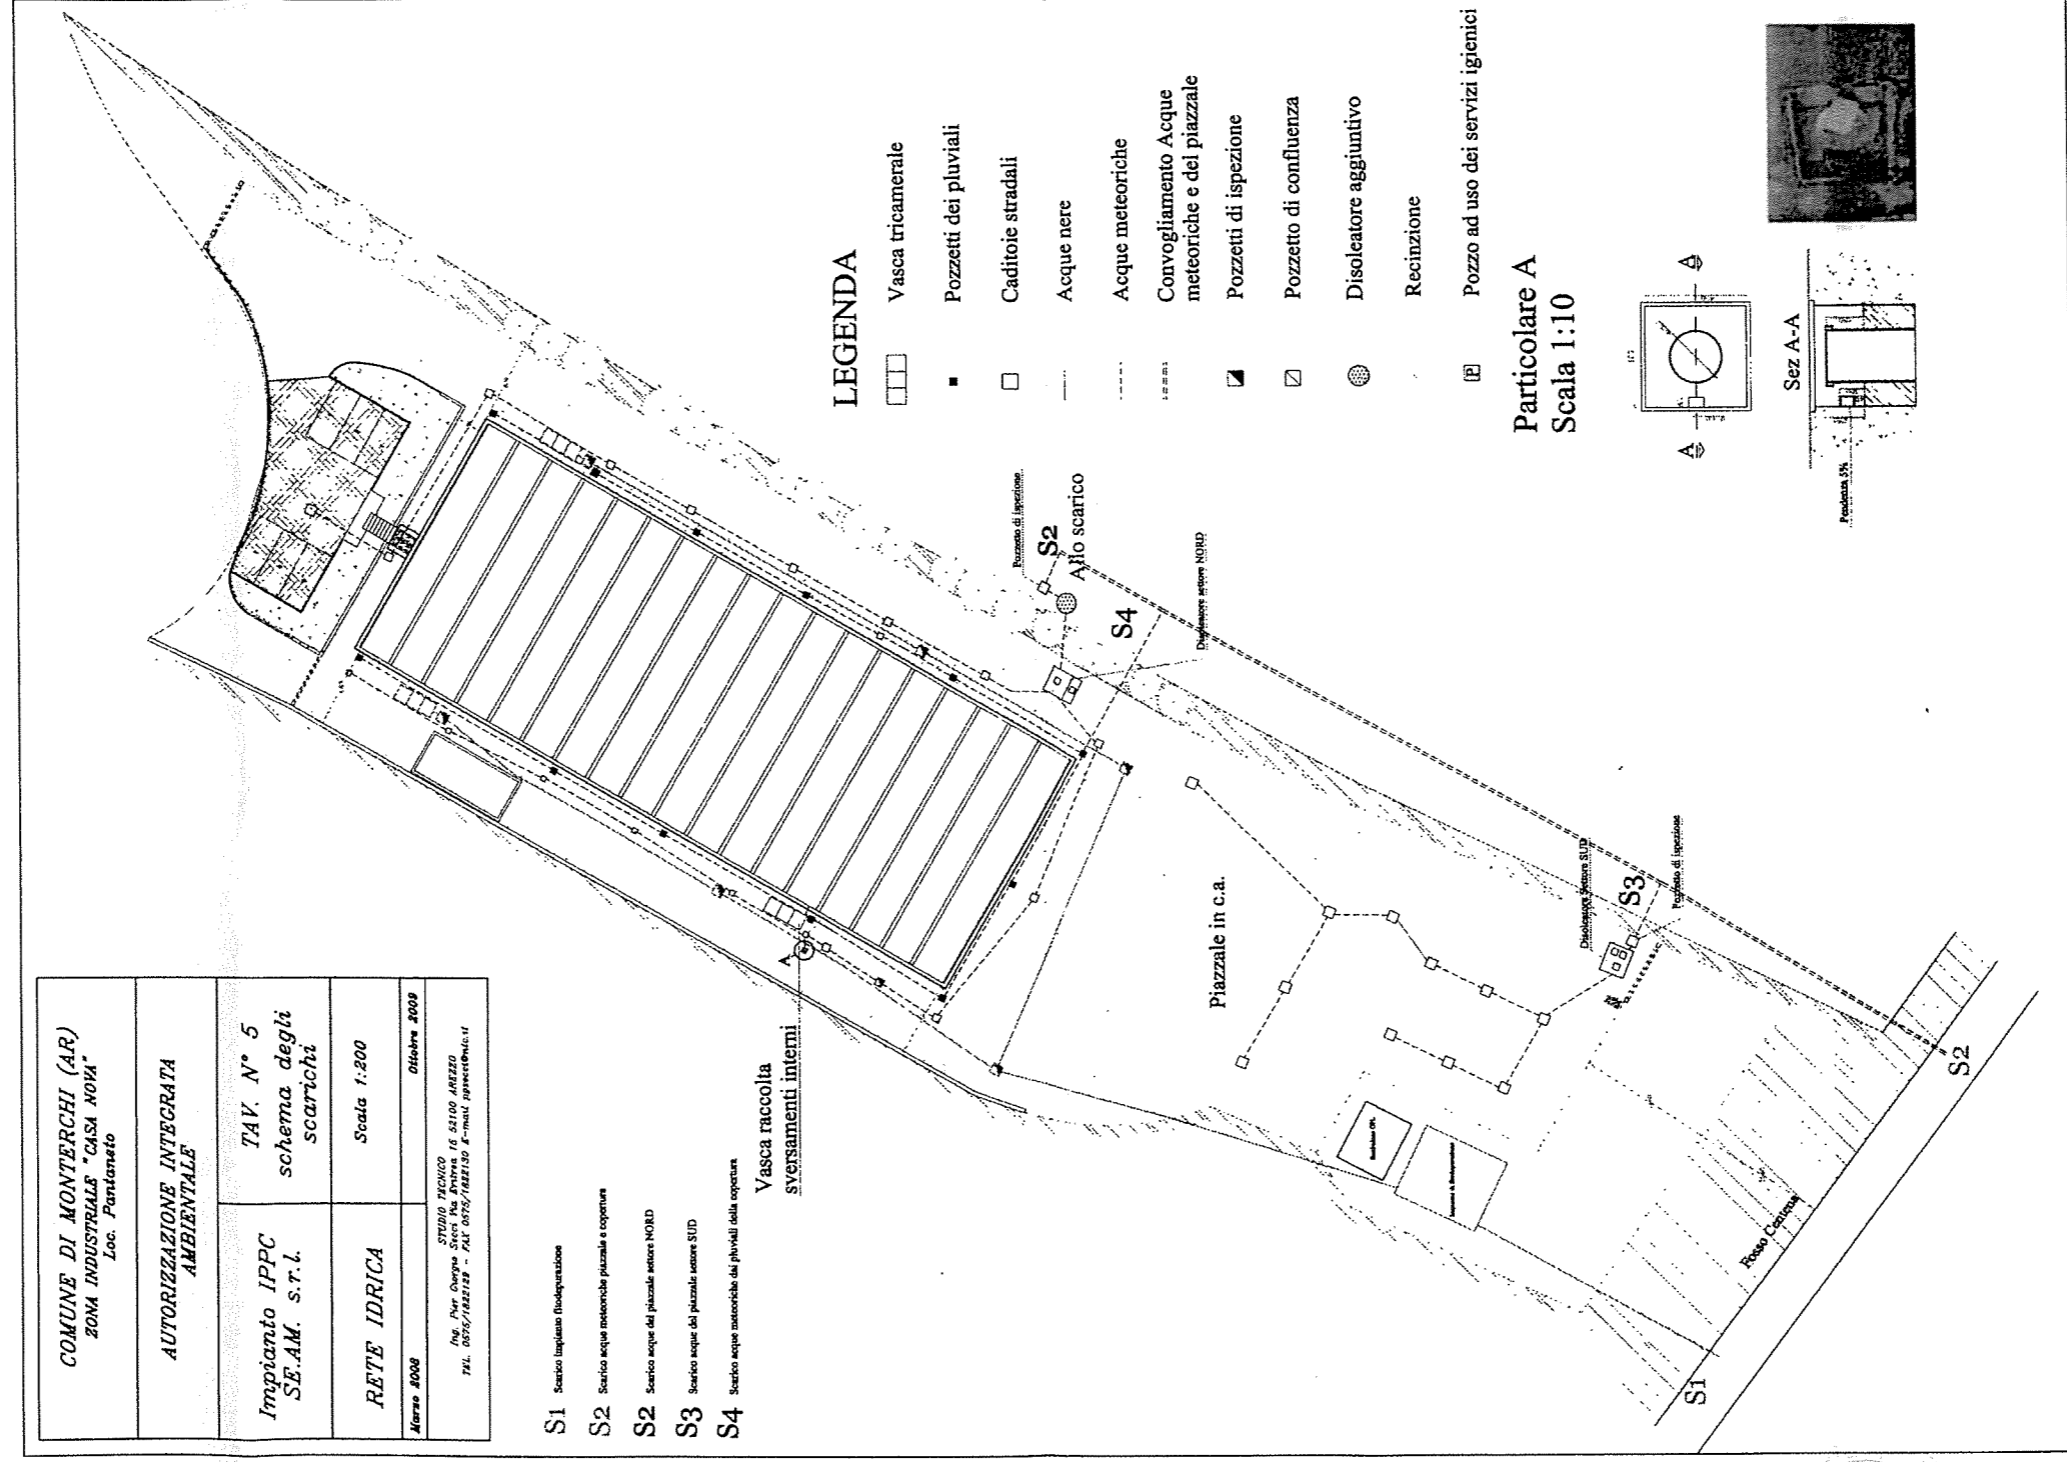 COMUNE DI MONTERCHI (AR)
ZONA INDUSTRIALE "CASA NOVA"
Loc. Pantaneto
AUTORIZZAZIONE INTEGRATA
AMBIENTALE
Impianto IPPC
SE.AM. s.r.l.
TAV. N° 5
schema degli
scarichi
RETE IDRICA
Scala 1:200
Marzo 2008
Ottobre 2009
STUDIO TECNICO
S1 Scarico impianto fitodepurazione
S2 Scarico acque meteoriche piazzale e copertura
S2 Scarico acque del piazzale settore NORD
S3 Scarico acque del piazzale settore SUD
S4 Scarico acque meteoriche dai pluviali della copertura
Vasca raccolta
sversamenti interni
A
LEGENDA
Vasca tricamerale
Pozzetti dei pluviali
Caditoie stradali
Acque nere
Acque meteoriche
Convogliamento Acque
meteoriche e del piazzale
Pozzetti di ispezione
Pozzetto di confluenza
Disoleatore aggiuntivo
Recinzione
P Pozzo ad uso dei servizi igienici
Particolare A
Scala 1:10
A
A
Sez A-A
Pendenza 5%
Pozzetto di ispezione
S2
Allo scarico
S4
Disoleatore settore NORD
Piazzale in c.a.
Disoleatore Settore SUD
S3
Pozzetto di ispezione
Fosso Centena
S1
S2